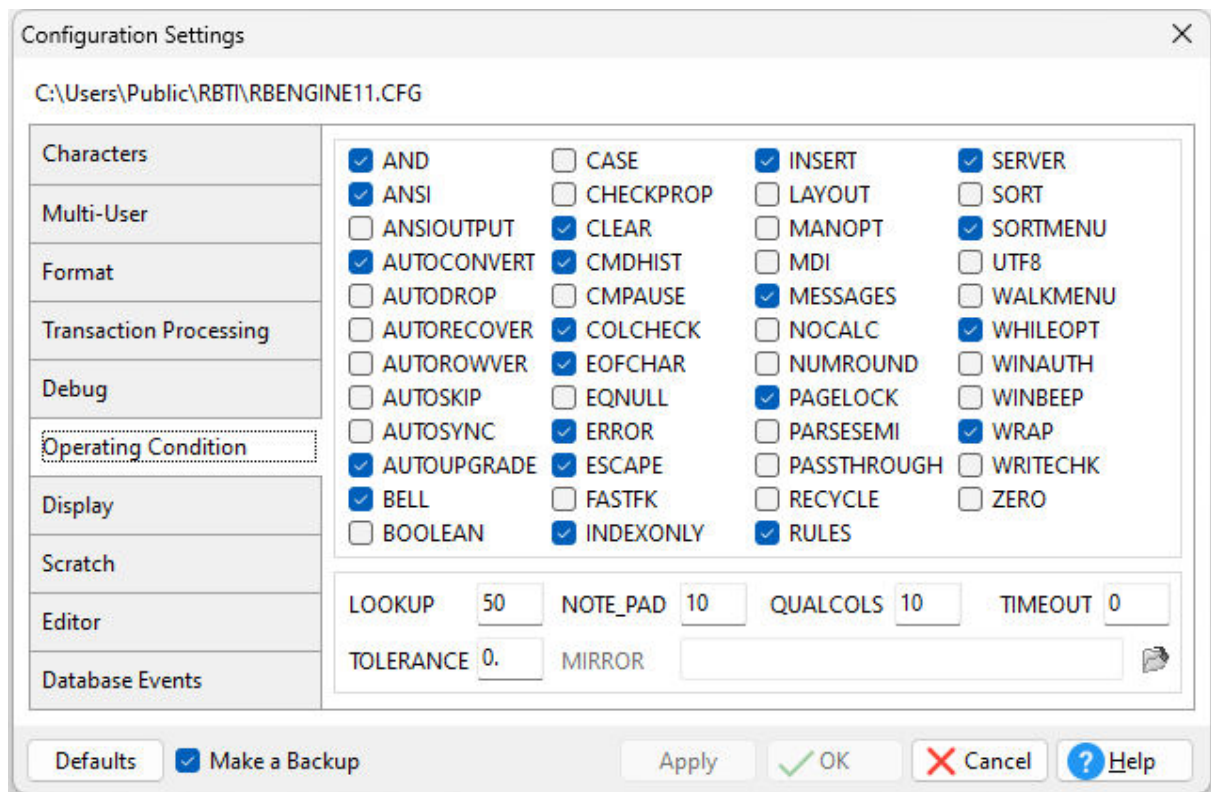 Configuration Settings
C:\Users\Public\RBTI\RBENGINE11.CFG
Characters
Multi-User
Format
Transaction Processing
Debug
Operating Condition
Display
Scratch
Editor
Database Events
AND CASE INSERT SERVER
ANSI CHECKPROP LAYOUT SORT
ANSIOUTPUT CLEAR MANOPT SORTMENU
AUTOCONVERT CMDHIST MDI UTF8
AUTODROP CMPAUSE MESSAGES WALKMENU
AUTORECOVER COLCHECK NOCALC WHILEOPT
AUTOROWVER EOFCHAR NUMROUND WINAUTH
AUTOSKIP EQNULL PAGELOCK WINBEEP
AUTOSYNC ERROR PARSESEMI WRAP
AUTOUPGRADE ESCAPE PASSTHROUGH WRITECHK
BELL FASTFK RECYCLE ZERO
BOOLEAN INDEXONLY RULES
LOOKUP 50 NOTE_PAD 10 QUALCOLS 10 TIMEOUT 0
TOLERANCE 0. MIRROR
Defaults Make a Backup Apply OK Cancel Help